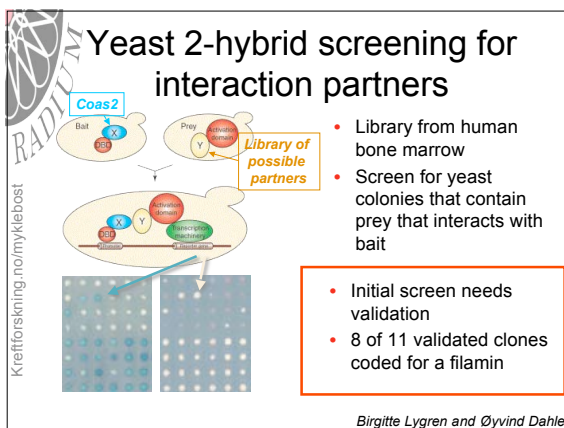 Yeast 2-hybrid screening for
interaction partners
RADIUM
Kreftforskning.no/myklebost
Coas2
Bait
X
DBD
Prey
Activation
domain
Y
Library of
possible
partners
Activation
domain
X
Y
DBD
Transcription
machinery
Promoter
Reporter gene
• Library from human
bone marrow
• Screen for yeast
colonies that contain
prey that interacts with
bait
• Initial screen needs
validation
• 8 of 11 validated clones
coded for a filamin
Birgitte Lygren and Øyvind Dahle